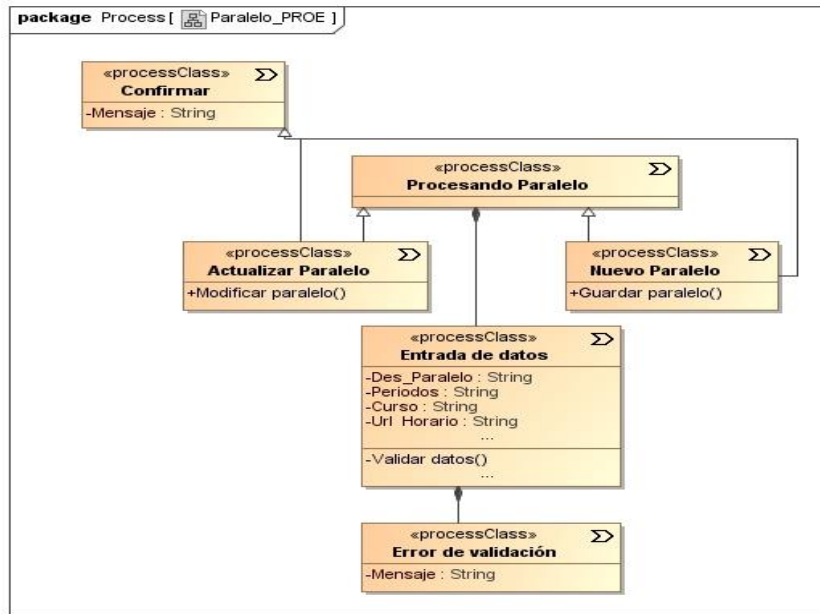 package Process [ Paralelo_PROE ]
«processClass»
Confirmar
-Mensaje : String
«processClass»
Procesando Paralelo
«processClass»
Actualizar Paralelo
+Modificar paralelo()
«processClass»
Nuevo Paralelo
+Guardar paralelo()
«processClass»
Entrada de datos
-Des_Paralelo : String
-Periodos : String
-Curso : String
-Url_Horario : String
...
-Validar datos()
...
«processClass»
Error de validación
-Mensaje : String